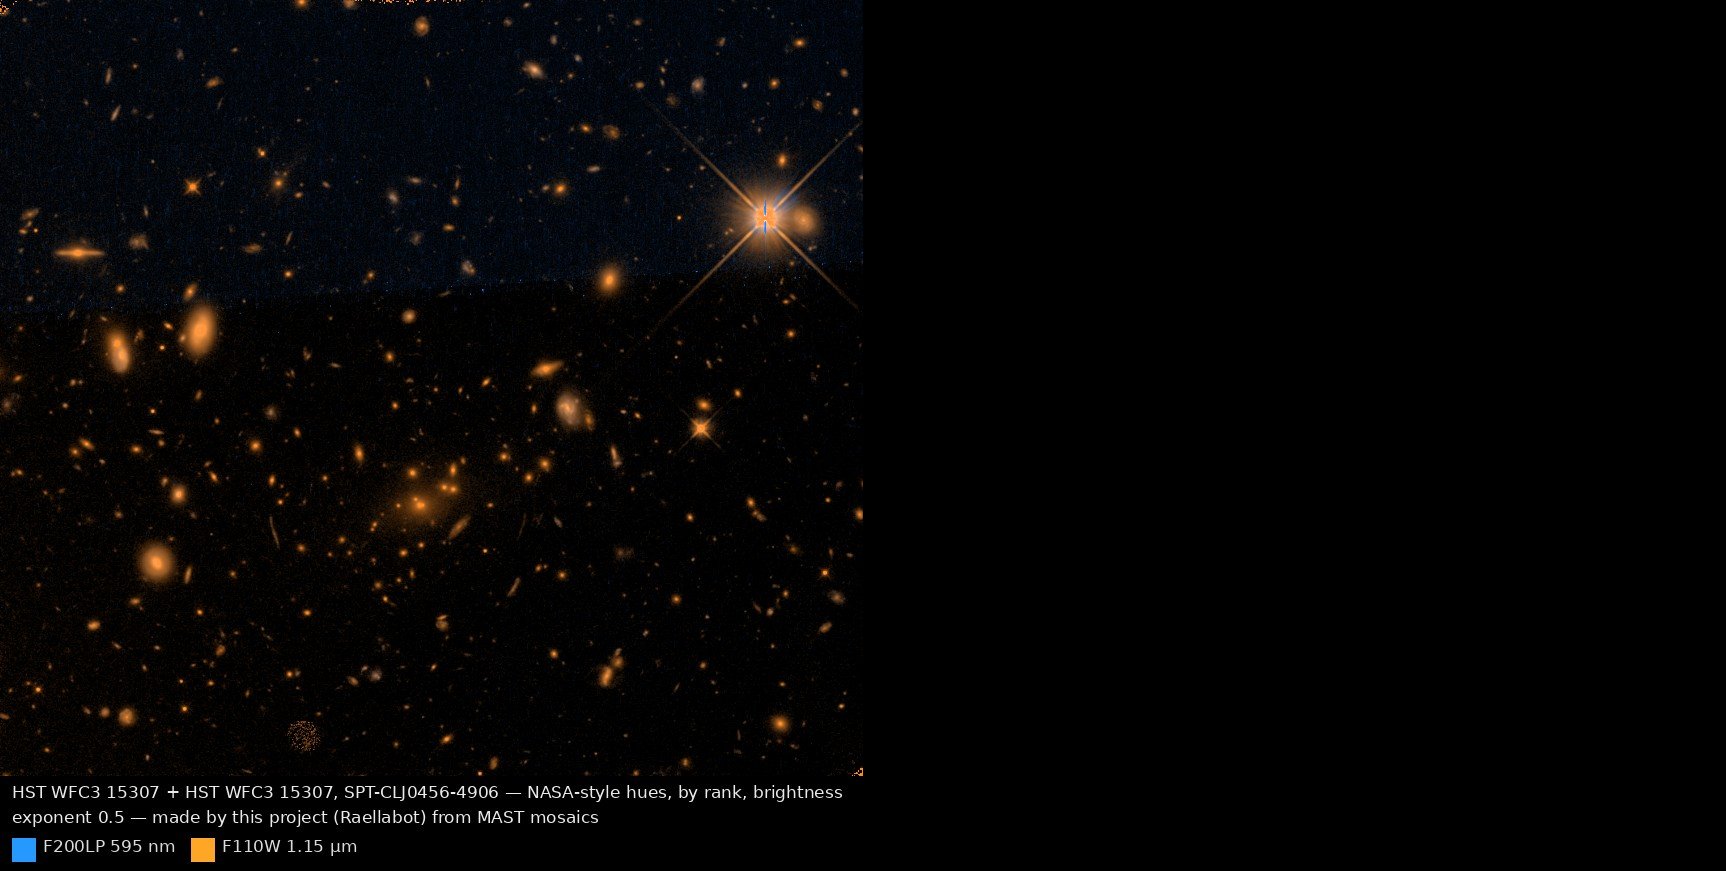 HST WFC3 15307 + HST WFC3 15307, SPT-CLJ0456-4906 — NASA-style hues, by rank, brightness
exponent 0.5 — made by this project (Raellabot) from MAST mosaics
F200LP 595 nm F110W 1.15 µm